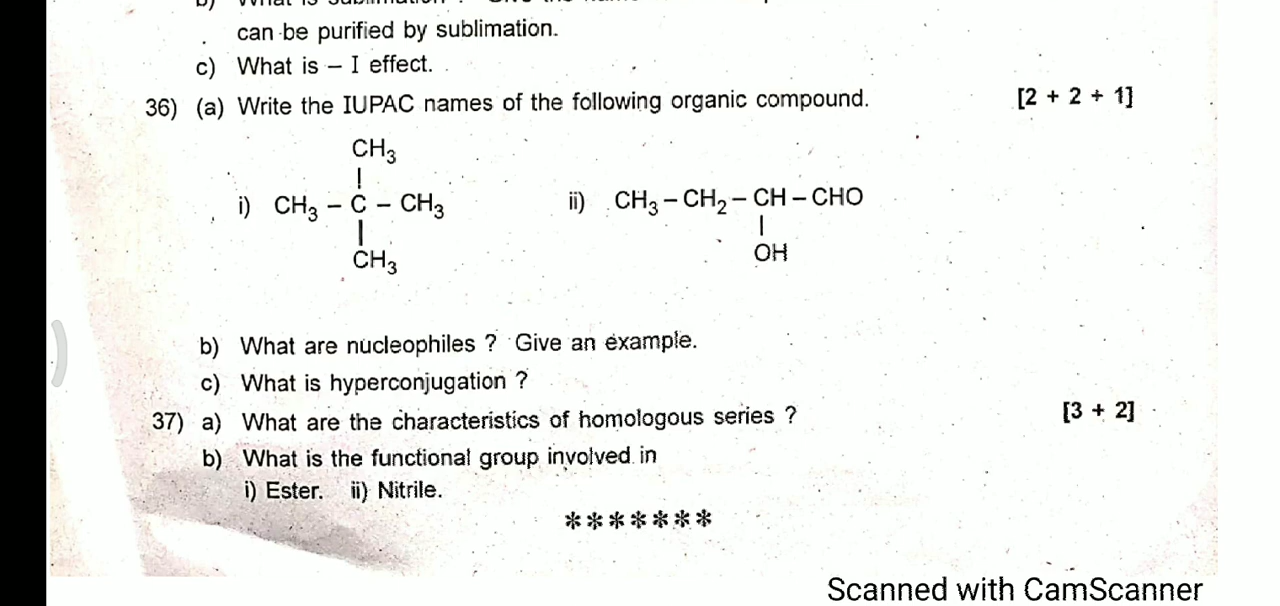 can be purified by sublimation.
c) What is – I effect.
36) (a) Write the IUPAC names of the following organic compound. [2 + 2 + 1]
CH₃
|
i) CH₃ – C – CH₃ ii) CH₃ – CH₂ – CH – CHO
| |
CH₃ OH
b) What are nucleophiles ? Give an example.
c) What is hyperconjugation ?
37) a) What are the characteristics of homologous series ? [3 + 2]
b) What is the functional group involved in
i) Ester. ii) Nitrile.
*******
Scanned with CamScanner